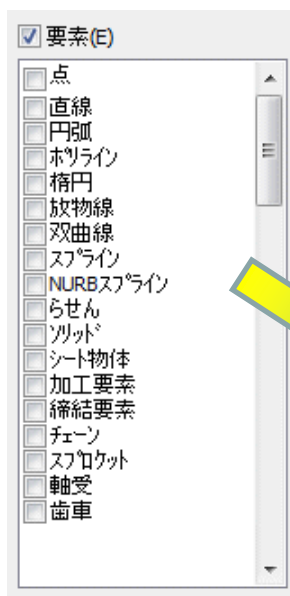 要素(E)
点
直線
円弧
ﾎﾟﾘライン
楕円
放物線
双曲線
スプライン
NURBスプライン
らせん
ソリッド
シート物体
加工要素
締結要素
チェーン
スプロケット
軸受
歯車